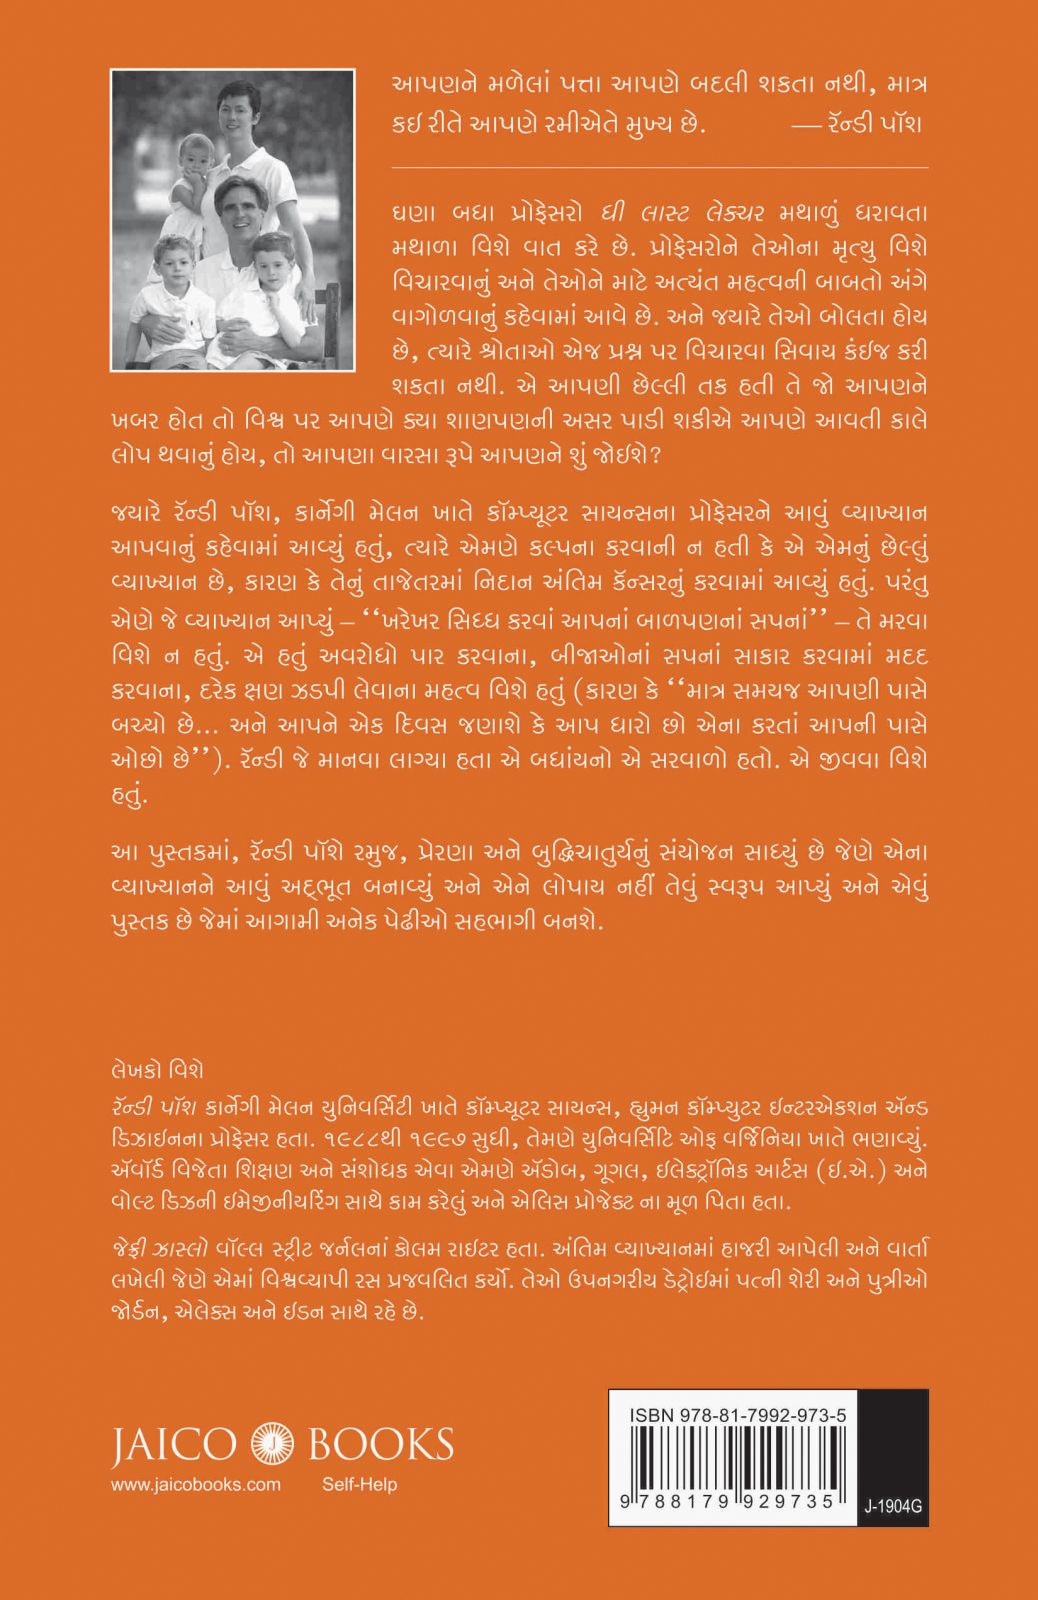 આપણને મળેલાં પત્તા આપણે બદલી શકતા નથી, માત્ર
કઈ રીતે આપણે રમીએતે મુખ્ય છે. — રૅન્ડી પૉશ
ઘણા બધા પ્રોફેસરો ધી લાસ્ટ લેક્ચર મથાળું ધરાવતા
મથાળા વિશે વાત કરે છે. પ્રોફેસરોને તેઓના મૃત્યુ વિશે
વિચારવાનું અને તેઓને માટે અત્યંત મહત્વની બાબતો અંગે
વાગોળવાનું કહેવામાં આવે છે. અને જ્યારે તેઓ બોલતા હોય
છે, ત્યારે શ્રોતાઓ એજ પ્રશ્ન પર વિચારવા સિવાય કંઈજ કરી
શકતા નથી. એ આપણી છેલ્લી તક હતી તે જો આપણને
ખબર હોત તો વિશ્વ પર આપણે ક્યા શાણપણની અસર પાડી શકીએ આપણે આવતી કાલે
લોપ થવાનું હોય, તો આપણા વારસા રૂપે આપણને શું જોઈશે?
જ્યારે રૅન્ડી પૉશ, કાર્નેગી મેલન ખાતે કૉમ્પ્યૂટર સાયન્સના પ્રોફેસરને આવું વ્યાખ્યાન
આપવાનું કહેવામાં આવ્યું હતું, ત્યારે એમણે કલ્પના કરવાની ન હતી કે એ એમનું છેલ્લું
વ્યાખ્યાન છે, કારણ કે તેનું તાજેતરમાં નિદાન અંતિમ કૅન્સરનું કરવામાં આવ્યું હતું. પરંતુ
એણે જે વ્યાખ્યાન આપ્યું – ‘‘ખરેખર સિધ્ધ કરવાં આપનાં બાળપણનાં સપનાં’’ – તે મરવા
વિશે ન હતું. એ હતું અવરોધો પાર કરવાના, બીજાઓનાં સપનાં સાકાર કરવામાં મદદ
કરવાના, દરેક ક્ષણ ઝડપી લેવાના મહત્વ વિશે હતું (કારણ કે ‘‘માત્ર સમયજ આપણી પાસે
બચ્યો છે... અને આપને એક દિવસ જણાશે કે આપ ધારો છો એના કરતાં આપની પાસે
ઓછો છે’’). રૅન્ડી જે માનવા લાગ્યા હતા એ બધાંયનો એ સરવાળો હતો. એ જીવવા વિશે
હતું.
આ પુસ્તકમાં, રૅન્ડી પૉશે રમુજ, પ્રેરણા અને બુદ્ધિચાતુર્યનું સંયોજન સાધ્યું છે જેણે એના
વ્યાખ્યાનને આવું અદ્ભૂત બનાવ્યું અને એને લોપાય નહીં તેવું સ્વરૂપ આપ્યું અને એવું
પુસ્તક છે જેમાં આગામી અનેક પેઢીઓ સહભાગી બનશે.
લેખકો વિશે
રૅન્ડી પૉશ કાર્નેગી મેલન યુનિવર્સિટી ખાતે કૉમ્પ્યૂટર સાયન્સ, હ્યુમન કૉમ્પ્યુટર ઇન્ટરએક્શન ઍન્ડ
ડિઝાઇનના પ્રોફેસર હતા. ૧૯૮૮થી ૧૯૯૭ સુધી, તેમણે યુનિવર્સિટિ ઓફ વર્જિનિયા ખાતે ભણાવ્યું.
ઍવૉર્ડ વિજેતા શિક્ષણ અને સંશોધક એવા એમણે ઍડોબ, ગૂગલ, ઇલેક્ટ્રૉનિક આર્ટસ (ઇ.એ.) અને
વોલ્ટ ડિઝની ઇમેજીનીયરિંગ સાથે કામ કરેલું અને એલિસ પ્રોજેક્ટ ના મૂળ પિતા હતા.
જેફ્રી ઝાસ્લો વૉલ્લ સ્ટ્રીટ જર્નલનાં કોલમ રાઇટર હતા. અંતિમ વ્યાખ્યાનમાં હાજરી આપેલી અને વાર્તા
લખેલી જેણે એમાં વિશ્વવ્યાપી રસ પ્રજવલિત કર્યો. તેઓ ઉપનગરીય ડેટ્રોઇમાં પત્ની શેરી અને પુત્રીઓ
જોર્ડન, એલેક્સ અને ઈડન સાથે રહે છે.
JAICO J BOOKS
www.jaicobooks.com Self-Help
ISBN 978-81-7992-973-5
9 788179 929735
J-1904G